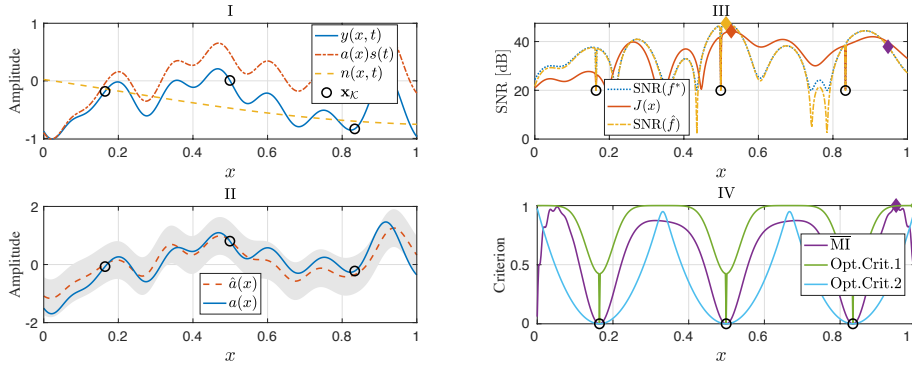 I
Amplitude
0
-1
0
0.2
0.4
0.6
0.8
1
x
y(x, t)
a(x)s(t)
n(x, t)
x_𝒦
III
SNR [dB]
40
20
0
0
0.2
0.4
0.6
0.8
1
x
SNR(f*)
J(x)
SNR(f̂)
II
Amplitude
2
0
-2
0
0.2
0.4
0.6
0.8
1
x
â(x)
a(x)
IV
Criterion
1
0.5
0
0
0.2
0.4
0.6
0.8
1
x
M̅I̅
Opt.Crit.1
Opt.Crit.2